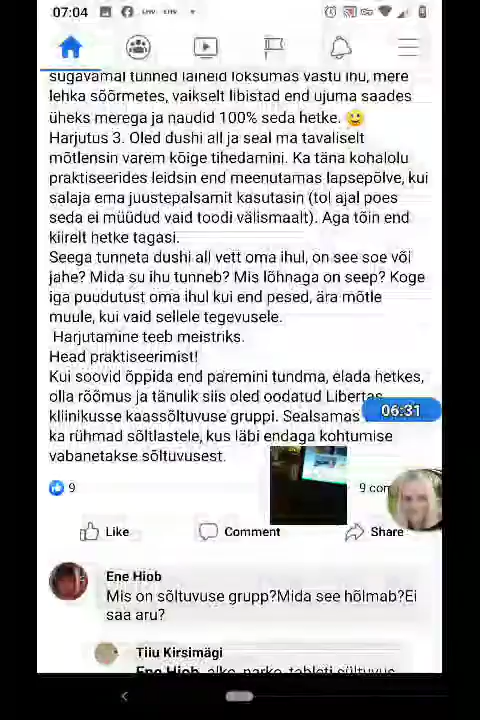 07:04
sügavamal tunned laineid loksumas vastu ihu, mere
lehka sõõrmetes, vaikselt libistad end ujuma saades
üheks merega ja naudid 100% seda hetke. 🙂
Harjutus 3. Oled dushi all ja seal ma tavaliselt
mõtlensin varem kõige tihedamini. Ka täna kohalolu
praktiseerides leidsin end meenutamas lapsepõlve, kui
salaja ema juustepalsamit kasutasin (tol ajal poes
seda ei müüdud vaid toodi välismaalt). Aga tõin end
kiirelt hetke tagasi.
Seega tunneta dushi all vett oma ihul, on see soe või
jahe? Mida su ihu tunneb? Mis lõhnaga on seep? Koge
iga puudutust oma ihul kui end pesed, ära mõtle
muule, kui vaid sellele tegevusele.
Harjutamine teeb meistriks.
Head praktiseerimist!
Kui soovid õppida end paremini tundma, elada hetkes,
olla rõõmus ja tänulik siis oled oodatud Libertas
kliinikusse kaassõltuvuse gruppi. Sealsamas
06:31
ka rühmad sõltlastele, kus läbi endaga kohtumise
vabanetakse sõltuvusest.
9
9 com
Like
Comment
Share
Ene Hiob
Mis on sõltuvuse grupp?Mida see hõlmab?Ei
saa aru?
Tiiu Kirsimägi
Ene Hiob